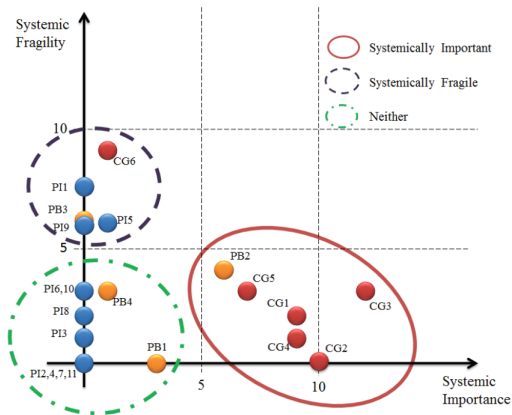 Systemic
Fragility
Systemically Important
Systemically Fragile
Neither
10
CG6
PI1
PB3
PI5
PI9
5
PB2
CG5
PI6,10
PB4
CG1
CG3
PI8
PI3
CG4
PB1
CG2
PI2,4,7,11
5
10
Systemic
Importance